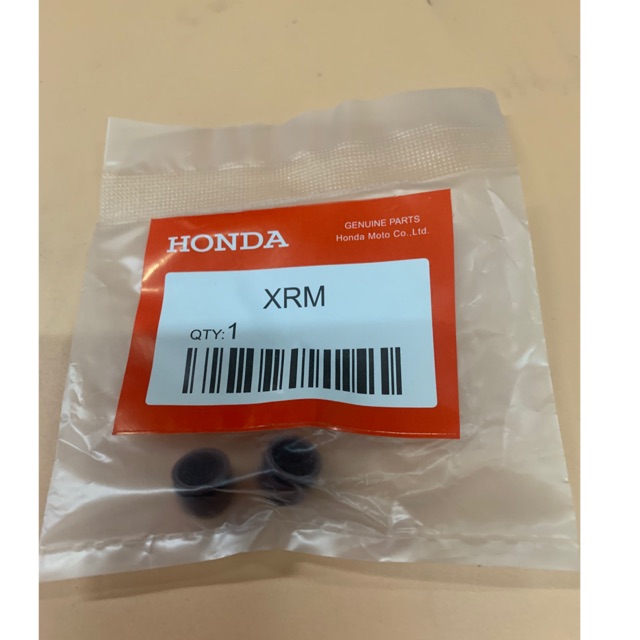 HONDA
GENUINE PARTS
Honda Moto Co.,Ltd.
XRM
QTY:1